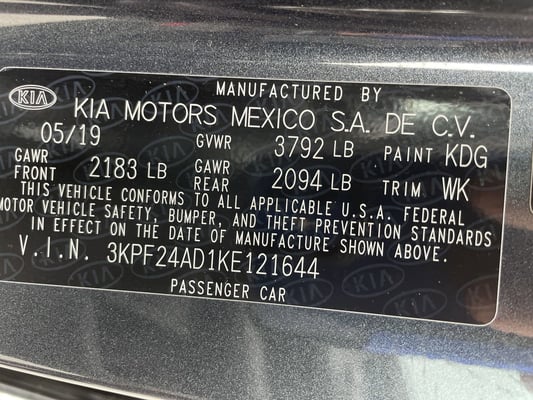 MANUFACTURED BY
KIA KIA MOTORS MEXICO S.A. DE C.V.
05/19 GVWR 3792 LB PAINT KDG
GAWR FRONT 2183 LB GAWR REAR 2094 LB TRIM WK
THIS VEHICLE CONFORMS TO ALL APPLICABLE U.S.A. FEDERAL
MOTOR VEHICLE SAFETY, BUMPER, AND THEFT PREVENTION STANDARDS
IN EFFECT ON THE DATE OF MANUFACTURE SHOWN ABOVE.
V.I.N. 3KPF24AD1KE121644
PASSENGER CAR